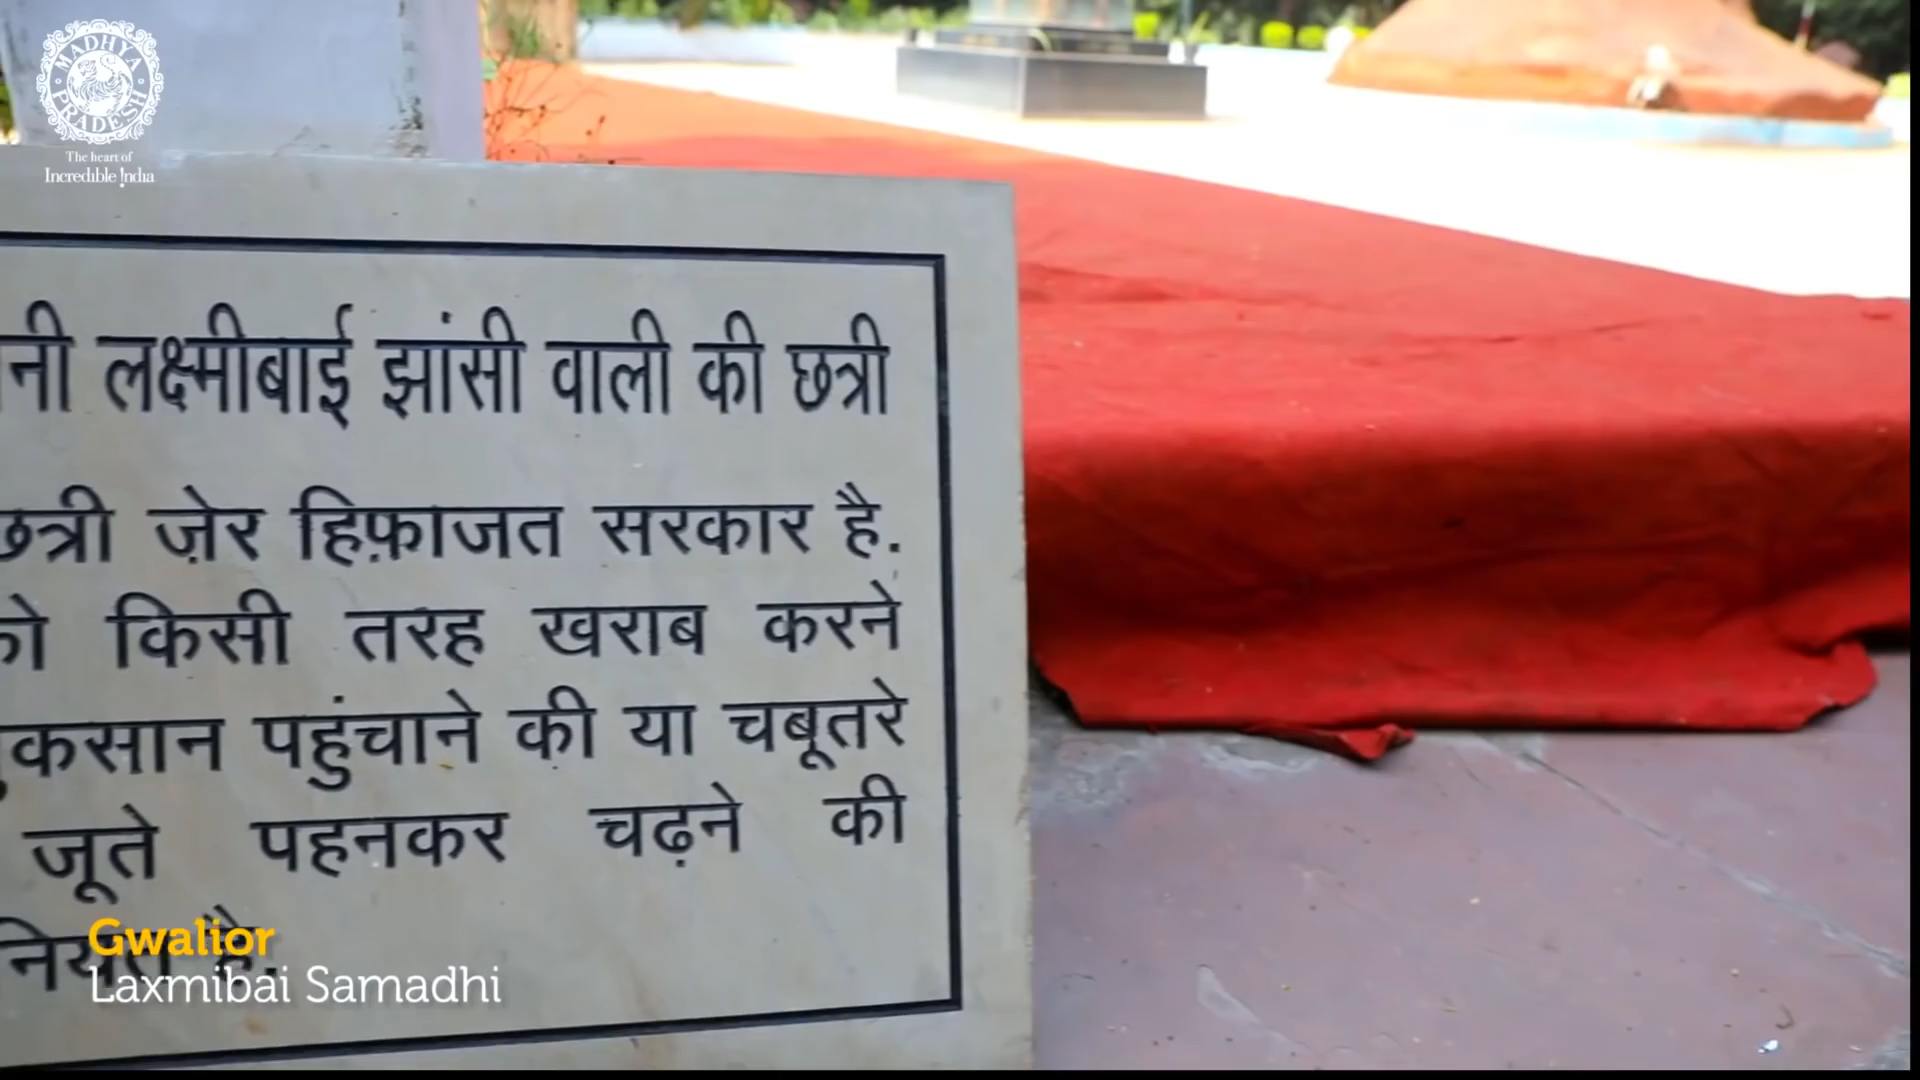 MADHYA PRADESH
The heart of
Incredible !ndia
नी लक्ष्मीबाई झांसी वाली की छत्री
छत्री ज़ेर हिफ़ाजत सरकार है.
को किसी तरह खराब करने
नुकसान पहुंचाने की या चबूतरे
जूते पहनकर चढ़ने की
है.
Gwalior
Laxmibai Samadhi